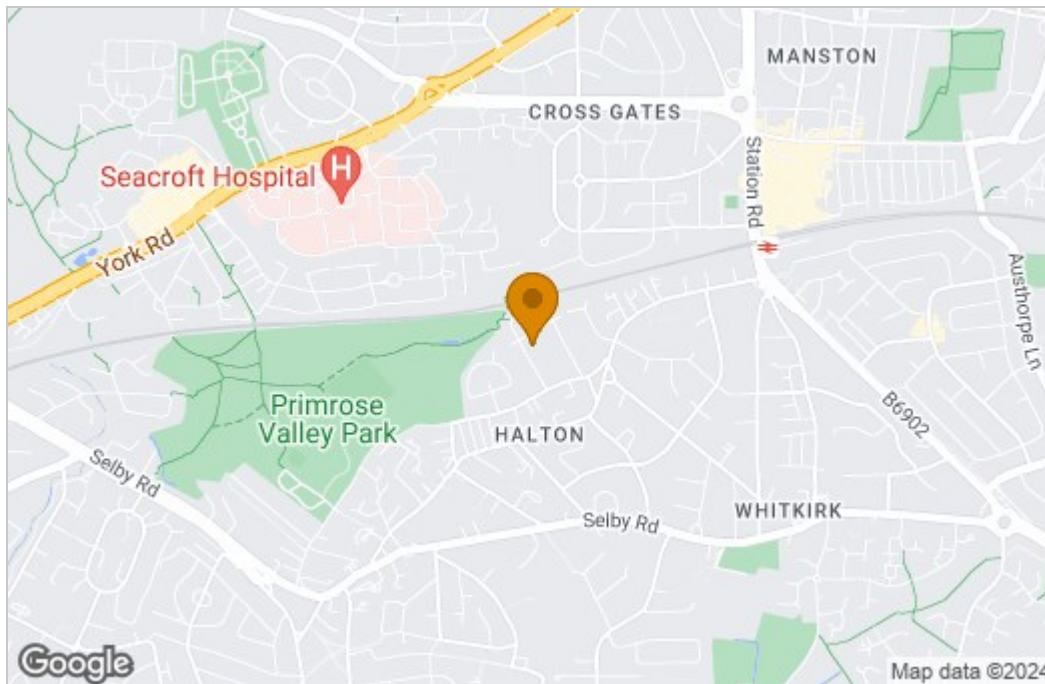 MANSTON
CROSS GATES
Station Rd
Seacroft Hospital
H
York Rd
Austhorpe Ln
Primrose
Valley Park
B6902
HALTON
Selby Rd
Selby Rd
WHITKIRK
Google
Map data ©2024